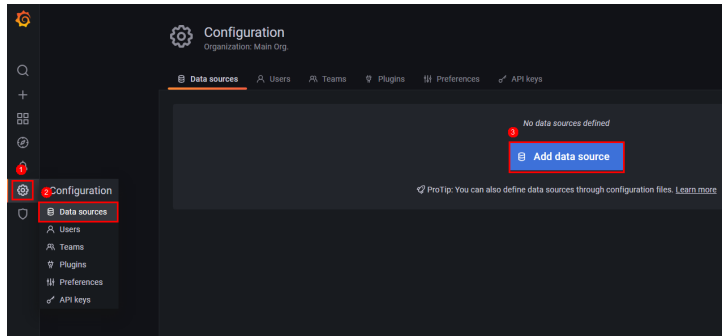 Configuration
Organization: Main Org.
Data sources
Users
Teams
Plugins
Preferences
API keys
No data sources defined
3
Add data source
ProTip: You can also define data sources through configuration files. Learn more
1
2
Configuration
Data sources
Users
Teams
Plugins
Preferences
API keys